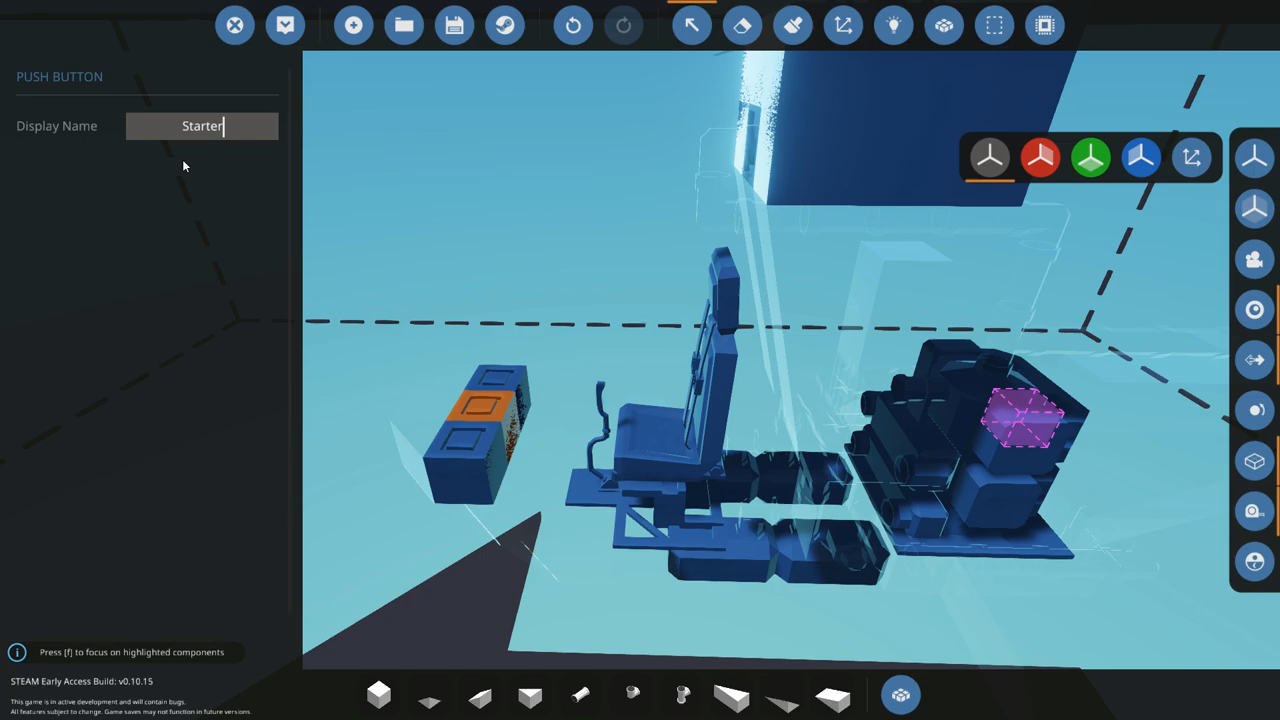 PUSH BUTTON
Display Name
Starter
Press [f] to focus on highlighted components
STEAM Early Access Build: v0.10.15
This game is in active development and will contain bugs.
All features subject to change. Game saves may not function in future versions.